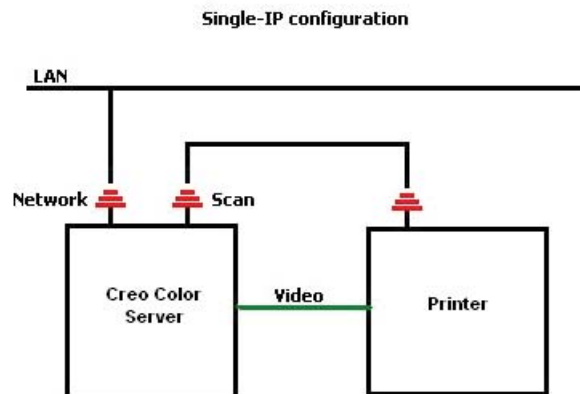 Single-IP configuration
LAN
Network
Scan
Creo Color
Server
Video
Printer